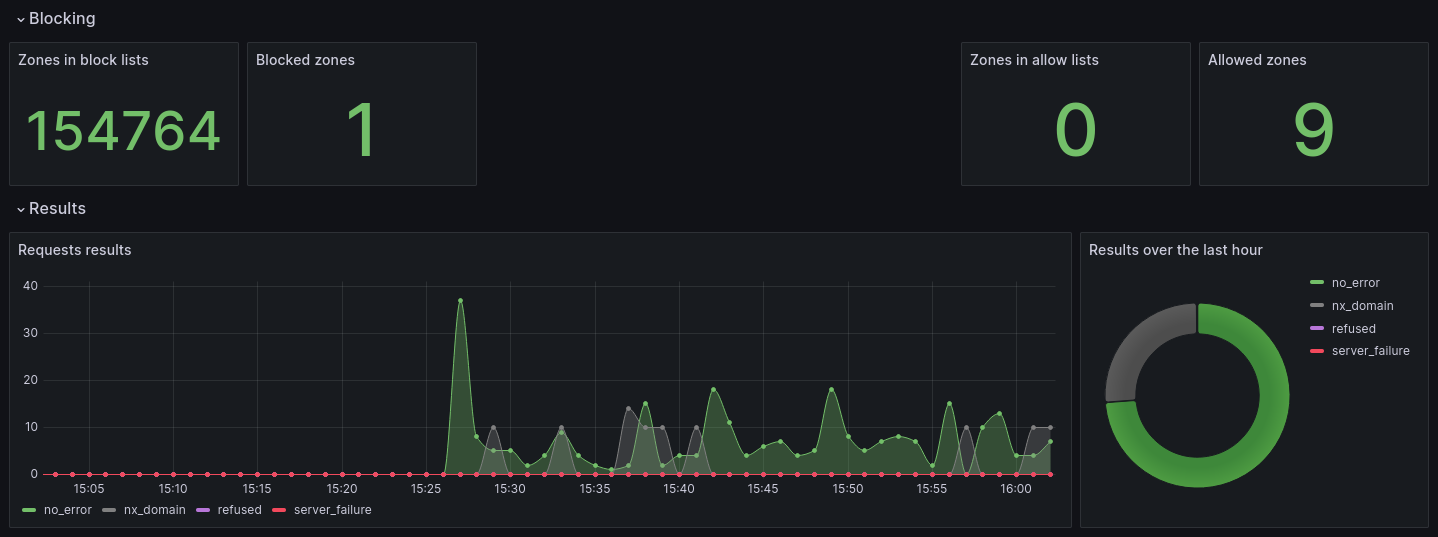 Blocking
Zones in block lists
154764
Blocked zones
1
Zones in allow lists
0
Allowed zones
9
Results
Requests results
40
30
20
10
0
15:05 15:10 15:15 15:20 15:25 15:30 15:35 15:40 15:45 15:50 15:55 16:00
no_error nx_domain refused server_failure
Results over the last hour
no_error
nx_domain
refused
server_failure